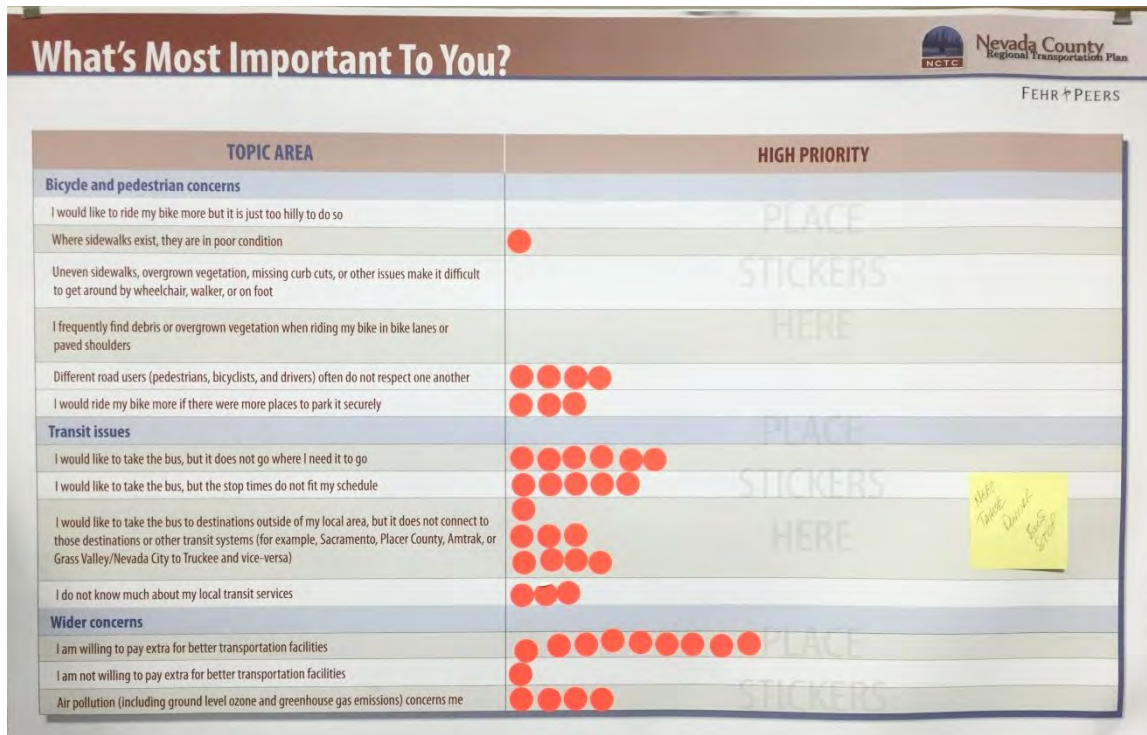 What's Most Important To You?
NCTC
Nevada County
Regional Transportation Plan
FEHR PEERS
TOPIC AREA
HIGH PRIORITY
Bicycle and pedestrian concerns
I would like to ride my bike more but it is just too hilly to do so
PLACE
Where sidewalks exist, they are in poor condition
Uneven sidewalks, overgrown vegetation, missing curb cuts, or other issues make it difficult
to get around by wheelchair, walker, or on foot
STICKERS
I frequently find debris or overgrown vegetation when riding my bike in bike lanes or
paved shoulders
HERE
Different road users (pedestrians, bicyclists, and drivers) often do not respect one another
I would ride my bike more if there were more places to park it securely
Transit issues
PLACE
I would like to take the bus, but it does not go where I need it to go
I would like to take the bus, but the stop times do not fit my schedule
STICKERS
I would like to take the bus to destinations outside of my local area, but it does not connect to
those destinations or other transit systems (for example, Sacramento, Placer County, Amtrak, or
Grass Valley/Nevada City to Truckee and vice-versa)
HERE
BUS
STOP
I do not know much about my local transit services
Wider concerns
I am willing to pay extra for better transportation facilities
PLACE
I am not willing to pay extra for better transportation facilities
Air pollution (including ground level ozone and greenhouse gas emissions) concerns me
STICKERS